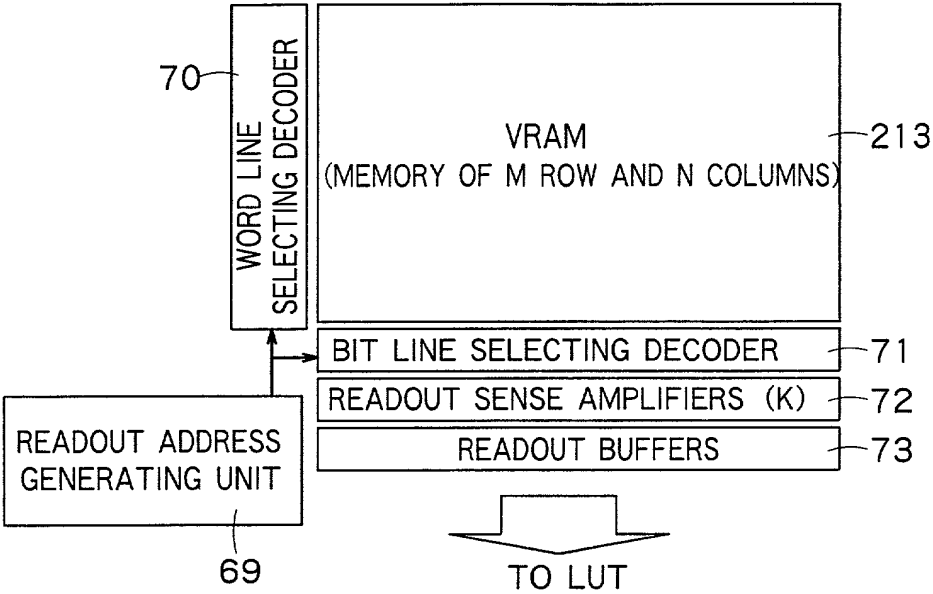 70
WORD LINE
SELECTING DECODER
VRAM
(MEMORY OF M ROW AND N COLUMNS)
213
BIT LINE SELECTING DECODER
71
READOUT SENSE AMPLIFIERS (K)
72
READOUT BUFFERS
73
READOUT ADDRESS
GENERATING UNIT
69
TO LUT